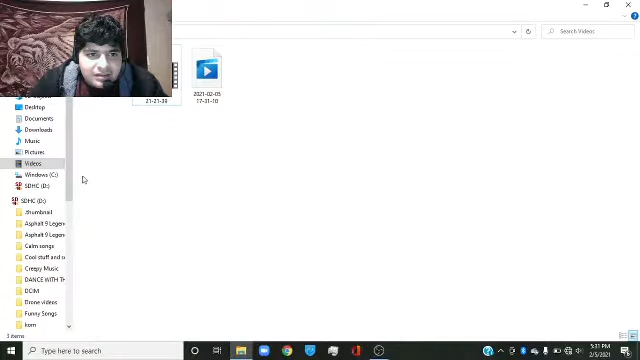 Search Videos
21-21-39
2021-02-05
17-31-10
Desktop
Documents
Downloads
Music
Pictures
Videos
Windows (C:)
SDHC (D:)
SDHC (D:)
.thumbnail
Asphalt 9 Legen
Asphalt 9 Legen
Calm songs
Cool stuff and s
Creepy Music
DANCE WITH TH
DCIM
Drone videos
Funny Songs
korn
3 items
Type here to search
5:31 PM
2/5/2021